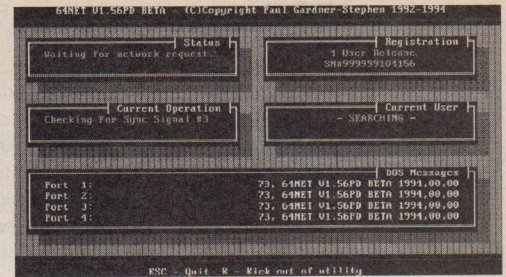 64NET V1.56PD BETA - (C)Copyright Paul Gardner-Stephen 1992-1994
Status
Waiting for network request.
Registration
1 User Release.
SN#999999104156
Current Operation
Checking For Sync Signal #3
Current User
- SEARCHING -
DOS Messages
Port 1: 73, 64NET V1.56PD BETA 1994,00,00
Port 2: 73, 64NET V1.56PD BETA 1994,00,00
Port 3: 73, 64NET V1.56PD BETA 1994,00,00
Port 4: 73, 64NET V1.56PD BETA 1994,00,00
ESC - Quit K - Kick out of utility